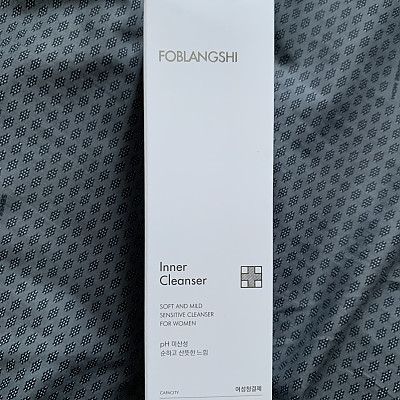 FOBLANGSHI
Inner
Cleanser
SOFT AND MILD
SENSITIVE CLEANSER
FOR WOMEN
pH 미산성
순하고 산뜻한 느낌
CAPACITY
여성청결제